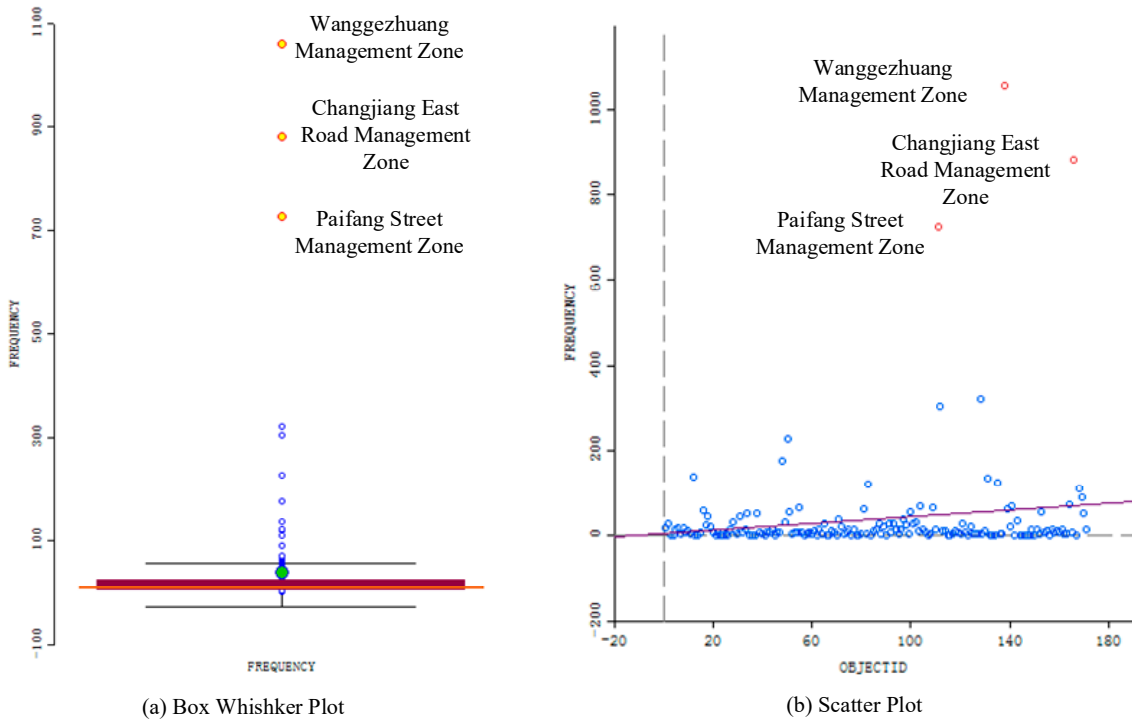 1100
900
700
500
300
100
-100
FREQUENCY
Wanggezhuang
Management Zone
Changjiang East
Road Management
Zone
Paifang Street
Management Zone
FREQUENCY
(a) Box Whishker Plot
1000
800
600
400
200
0
-200
FREQUENCY
Wanggezhuang
Management Zone
Changjiang East
Road Management
Zone
Paifang Street
Management Zone
-20 20 60 100 140 180
OBJECTID
(b) Scatter Plot